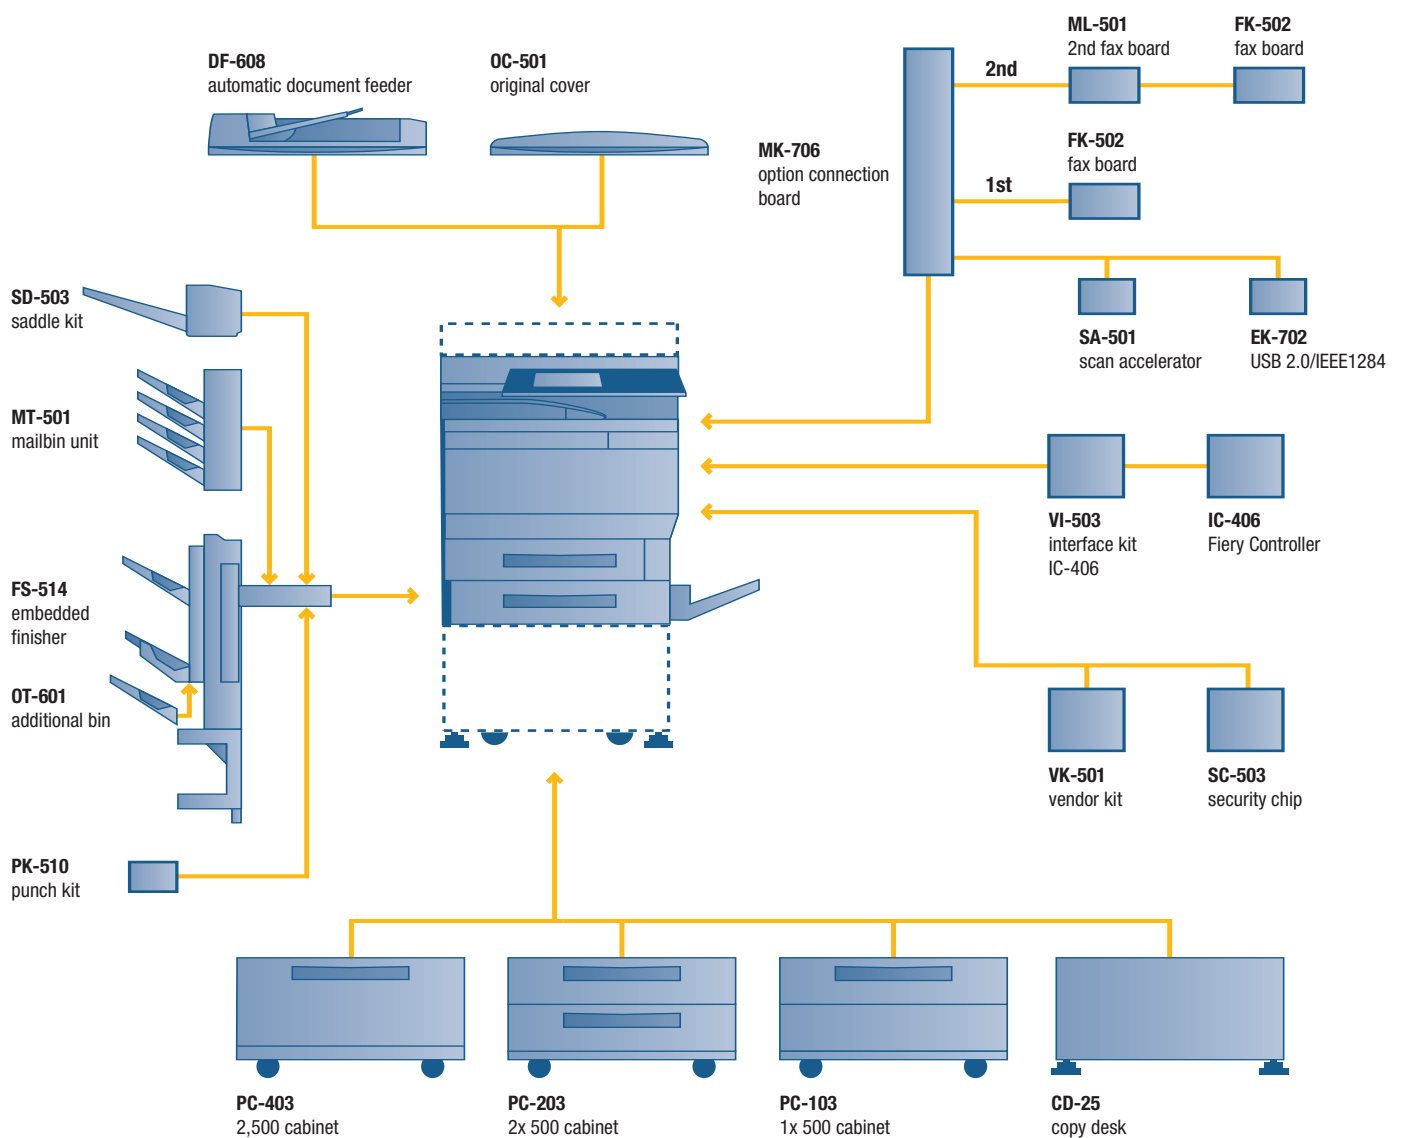 DF-608
automatic document feeder
OC-501
original cover
ML-501
2nd fax board
FK-502
fax board
2nd
MK-706
option connection
board
FK-502
fax board
1st
SD-503
saddle kit
SA-501
scan accelerator
EK-702
USB 2.0/IEEE1284
MT-501
mailbin unit
VI-503
interface kit
IC-406
IC-406
Fiery Controller
FS-514
embedded
finisher
OT-601
additional bin
VK-501
vendor kit
SC-503
security chip
PK-510
punch kit
PC-403
2,500 cabinet
PC-203
2x 500 cabinet
PC-103
1x 500 cabinet
CD-25
copy desk